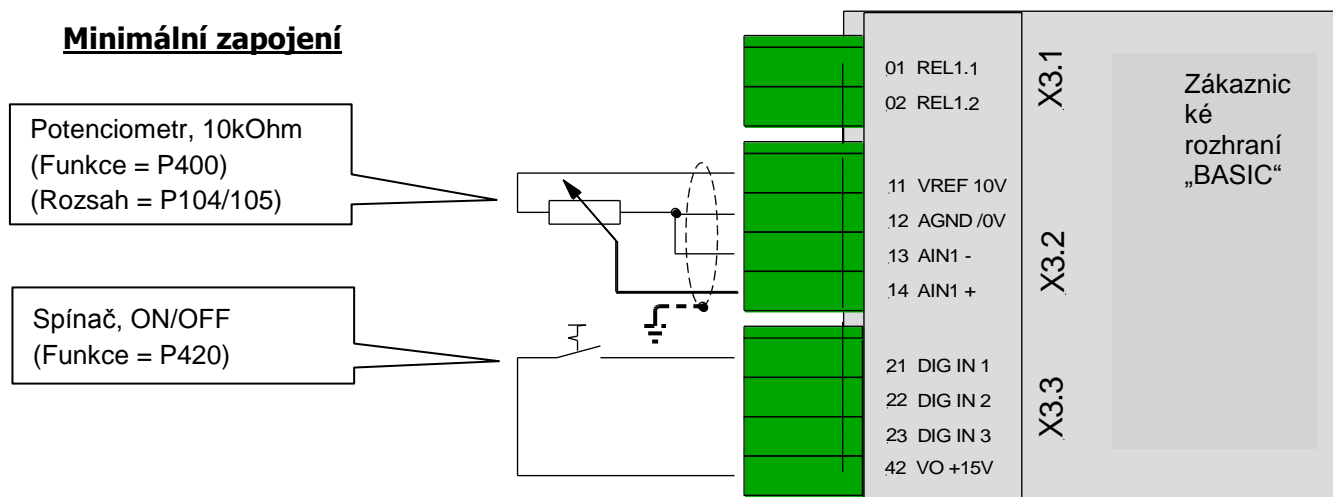 Minimální zapojení
Potenciometr, 10kOhm
(Funkce = P400)
(Rozsah = P104/105)
Spínač, ON/OFF
(Funkce = P420)
01 REL1.1
02 REL1.2
X3.1
11 VREF 10V
12 AGND /0V
13 AIN1 -
14 AIN1 +
X3.2
21 DIG IN 1
22 DIG IN 2
23 DIG IN 3
42 VO +15V
X3.3
Zákaznic
ké
rozhraní
„BASIC“